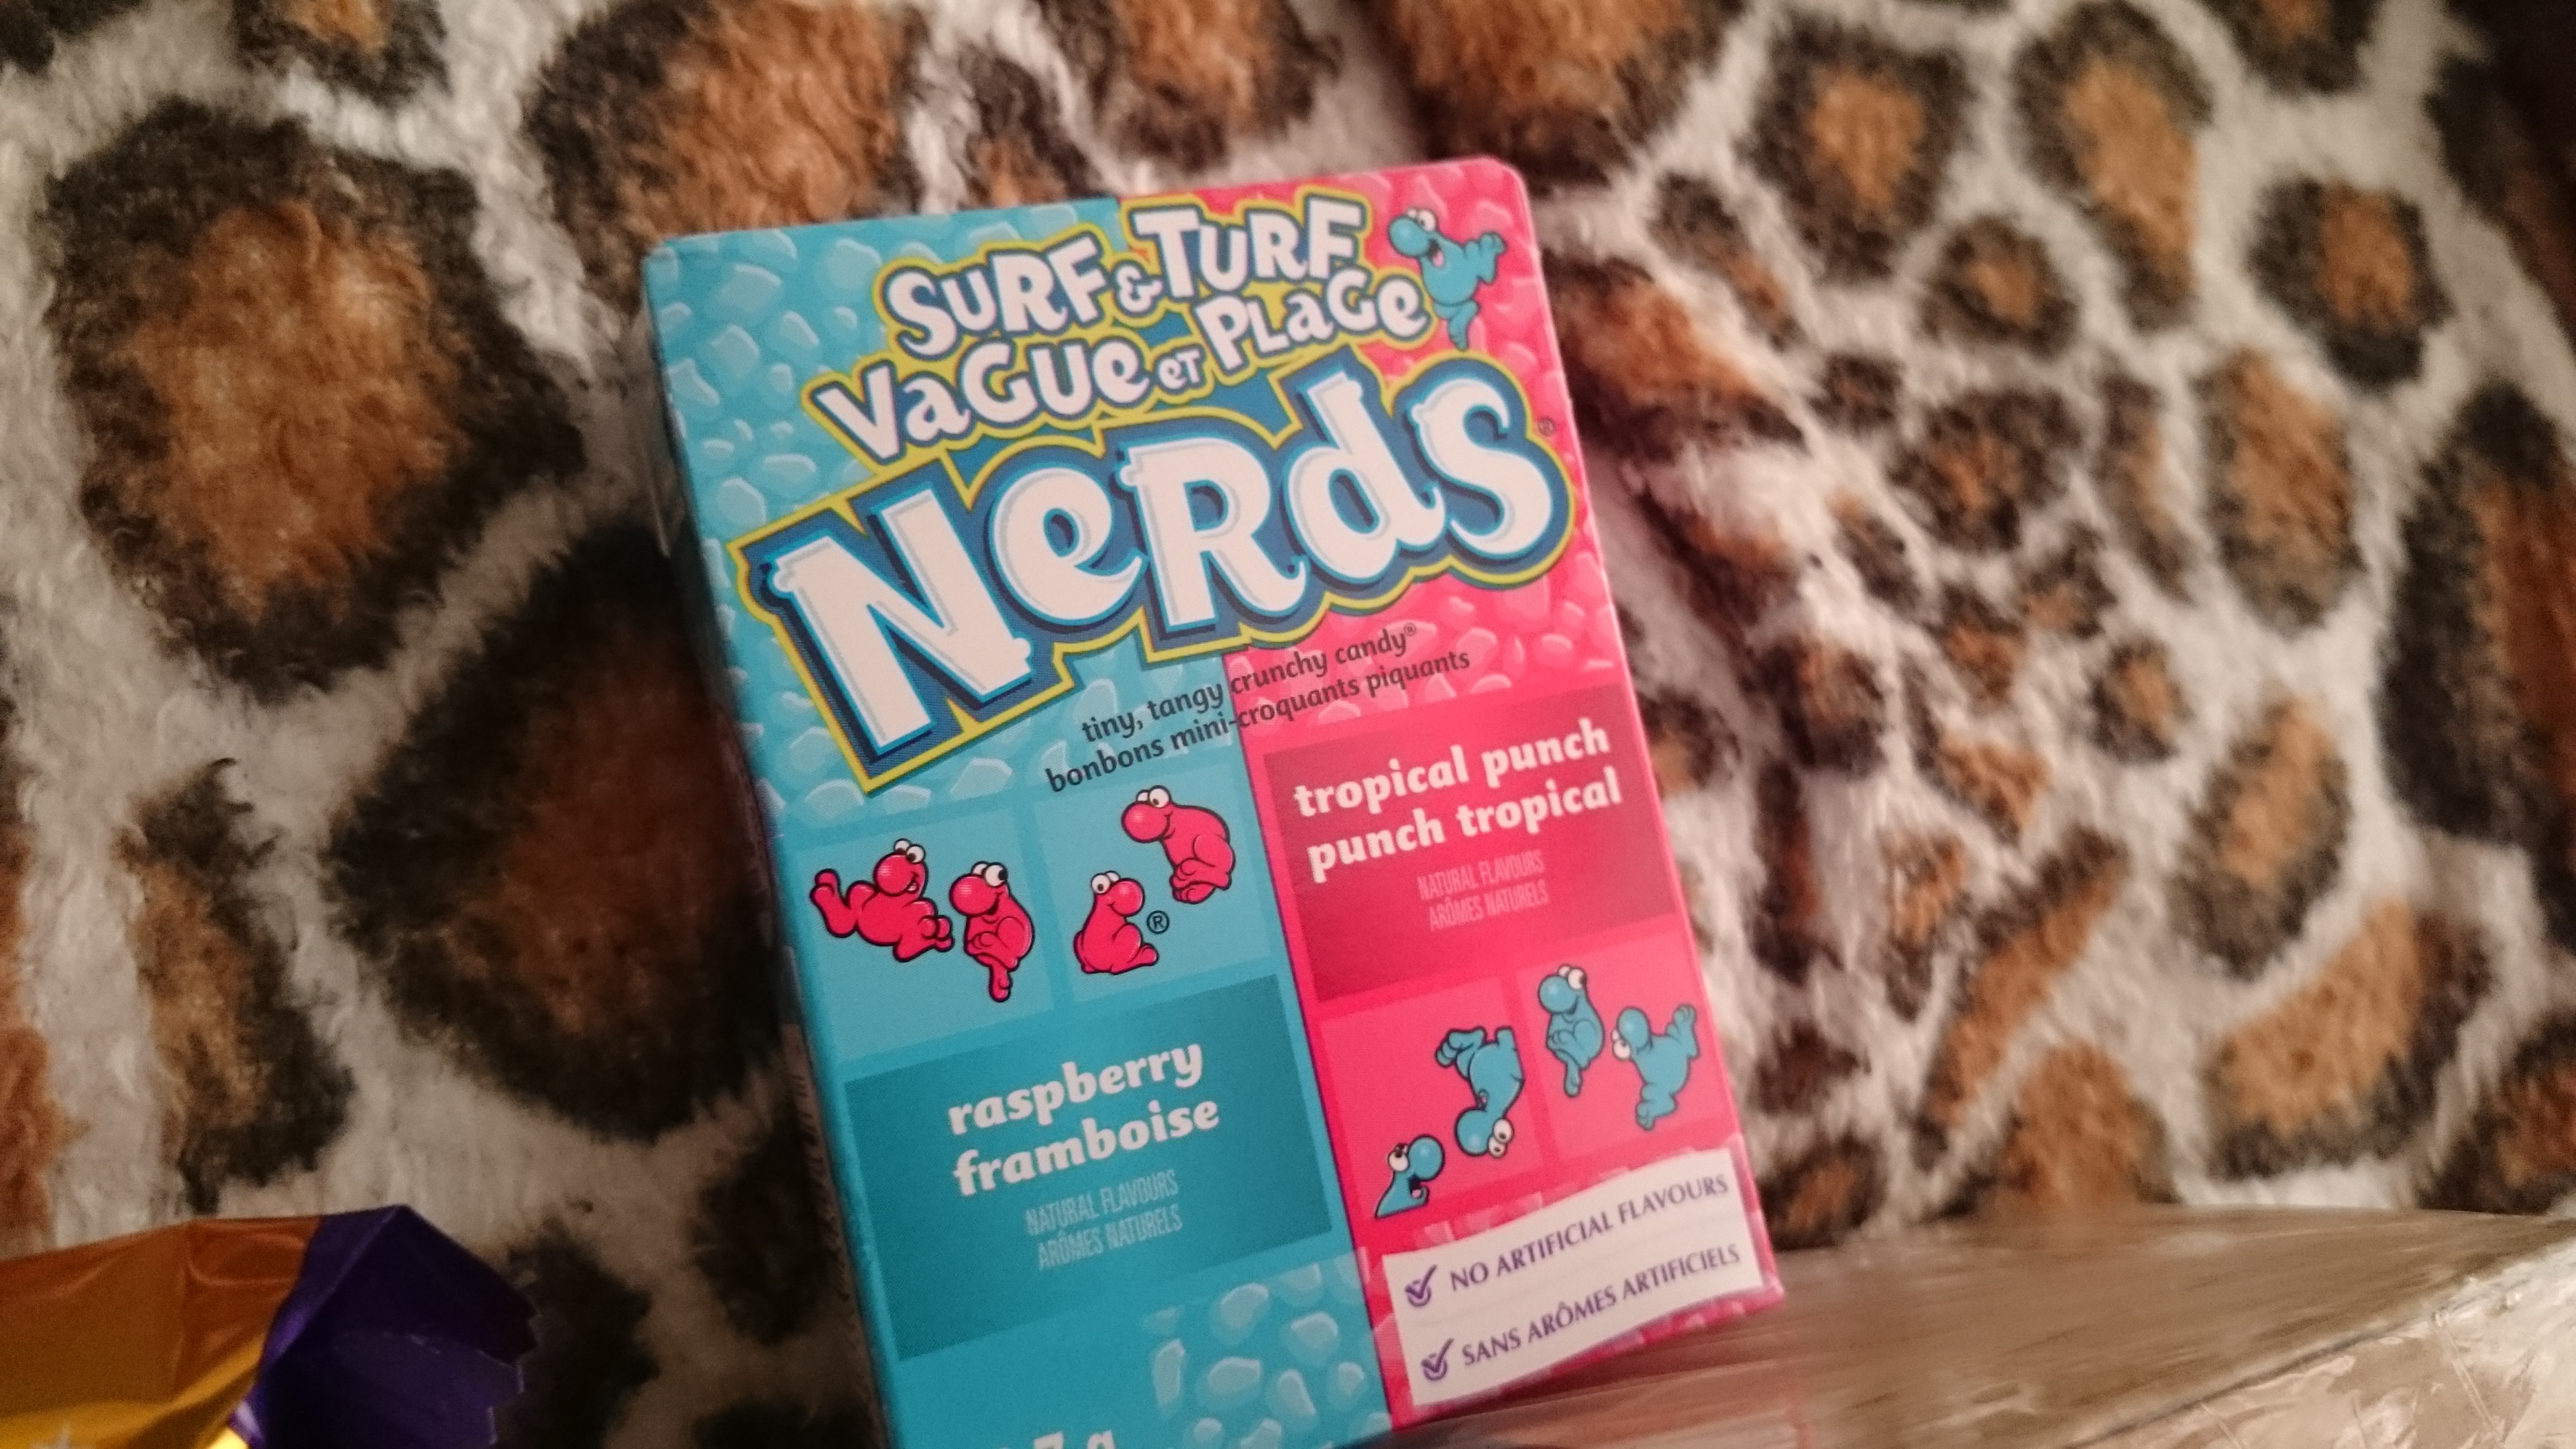 SURF & TURF
VaGUe eT PLaGe
NeRds®
tiny, tangy crunchy candy®
bonbons mini-croquants piquants
tropical punch
punch tropical
NATURAL FLAVOURS
ARÔMES NATURELS
®
raspberry
framboise
NATURAL FLAVOURS
ARÔMES NATURELS
NO ARTIFICIAL FLAVOURS
SANS ARÔMES ARTIFICIELS